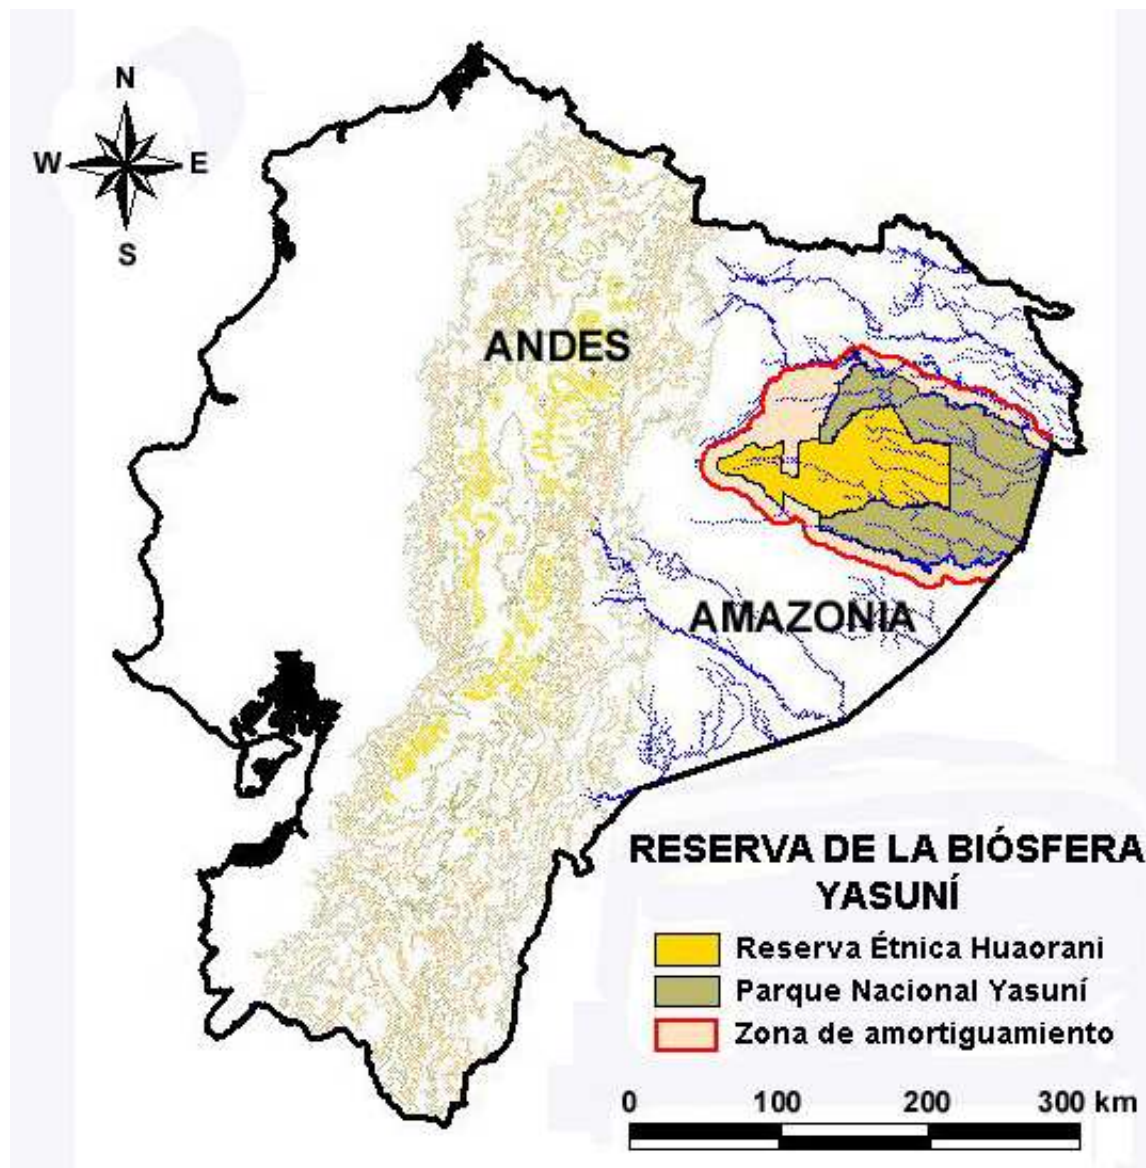 N
W E
S
ANDES
AMAZONIA
RESERVA DE LA BIÓSFERA
YASUNÍ
Reserva Étnica Huaorani
Parque Nacional Yasuní
Zona de amortiguamiento
0 100 200 300 km